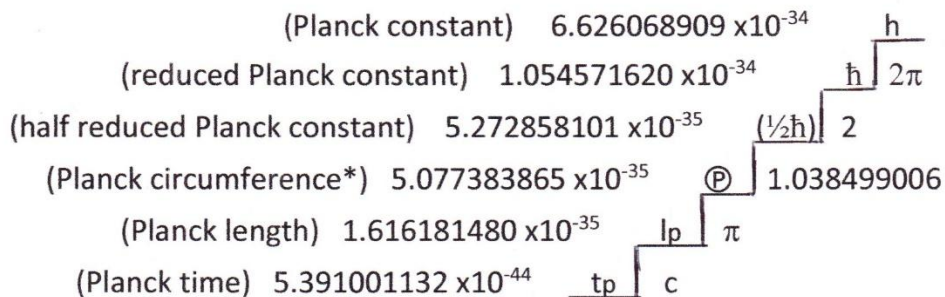 (Planck constant) 6.626068909 x10⁻³⁴ h
(reduced Planck constant) 1.054571620 x10⁻³⁴ ħ 2π
(half reduced Planck constant) 5.272858101 x10⁻³⁵ (½ħ) 2
(Planck circumference*) 5.077383865 x10⁻³⁵ Ⓟ 1.038499006
(Planck length) 1.616181480 x10⁻³⁵ lp π
(Planck time) 5.391001132 x10⁻⁴⁴ tp c